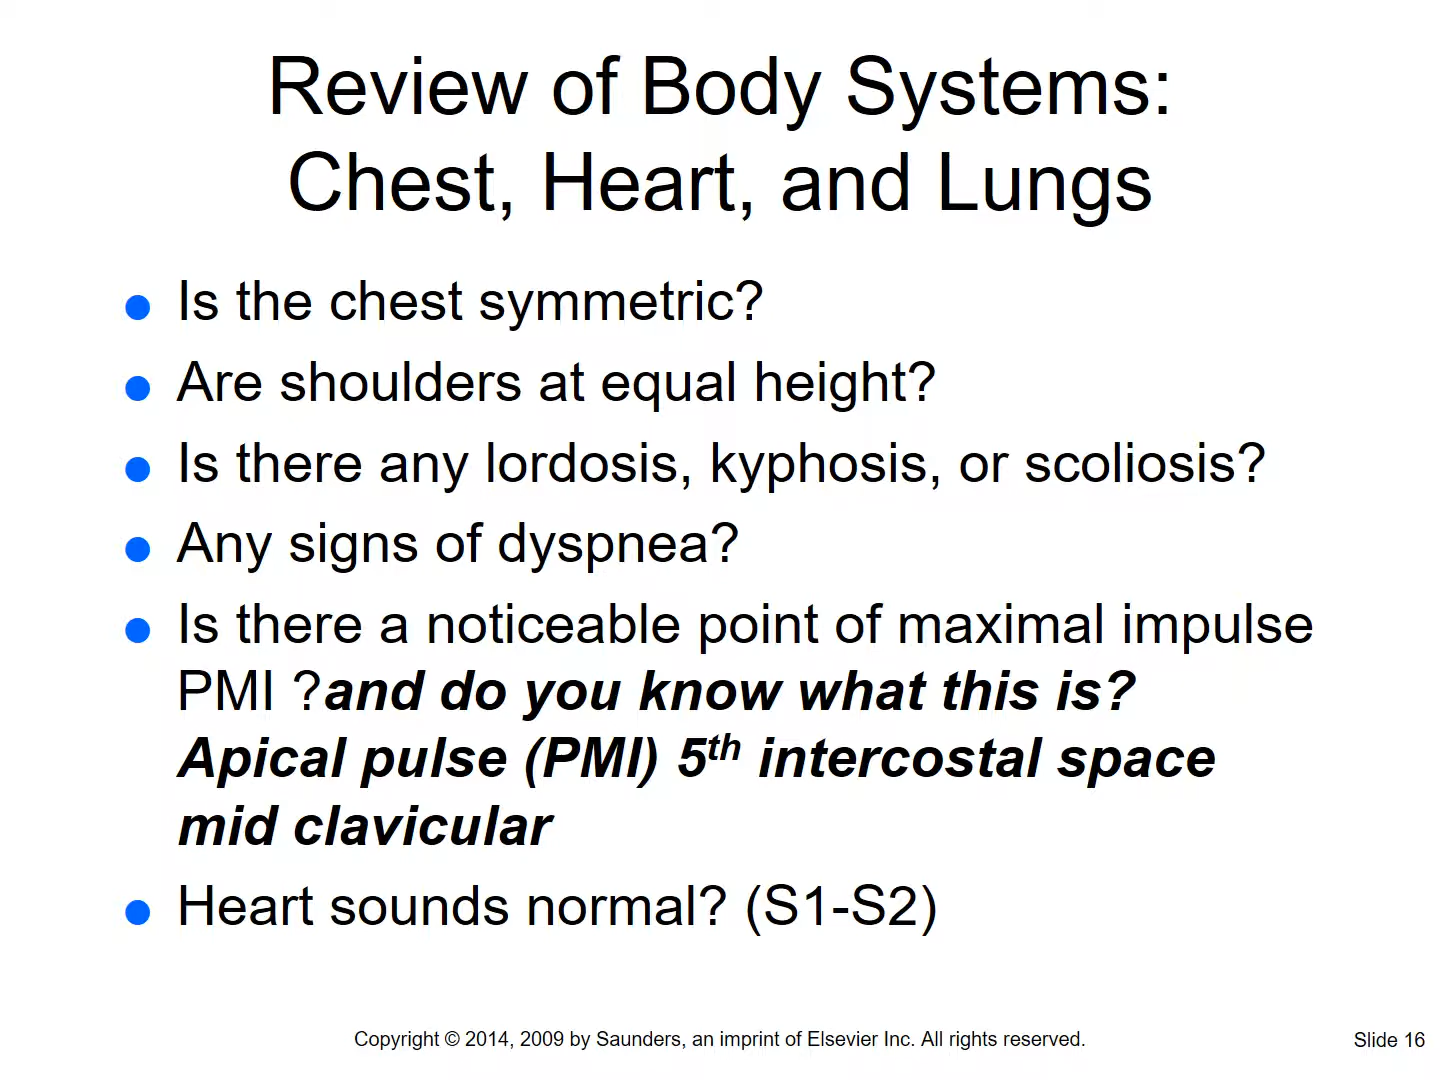 Review of Body Systems:
Chest, Heart, and Lungs
● Is the chest symmetric?
● Are shoulders at equal height?
● Is there any lordosis, kyphosis, or scoliosis?
● Any signs of dyspnea?
● Is there a noticeable point of maximal impulse
PMI ?and do you know what this is?
Apical pulse (PMI) 5th intercostal space
mid clavicular
● Heart sounds normal? (S1-S2)
Copyright © 2014, 2009 by Saunders, an imprint of Elsevier Inc. All rights reserved.
Slide 16